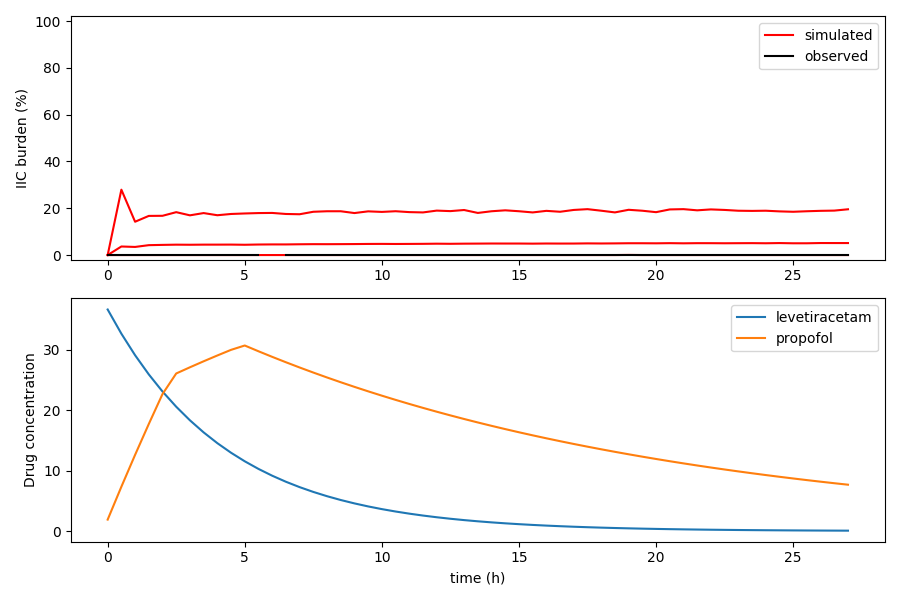 IIC burden (%)
100
80
60
40
20
0
simulated
observed
0 5 10 15 20 25
Drug concentration
30
20
10
0
levetiracetam
propofol
0 5 10 15 20 25
time (h)